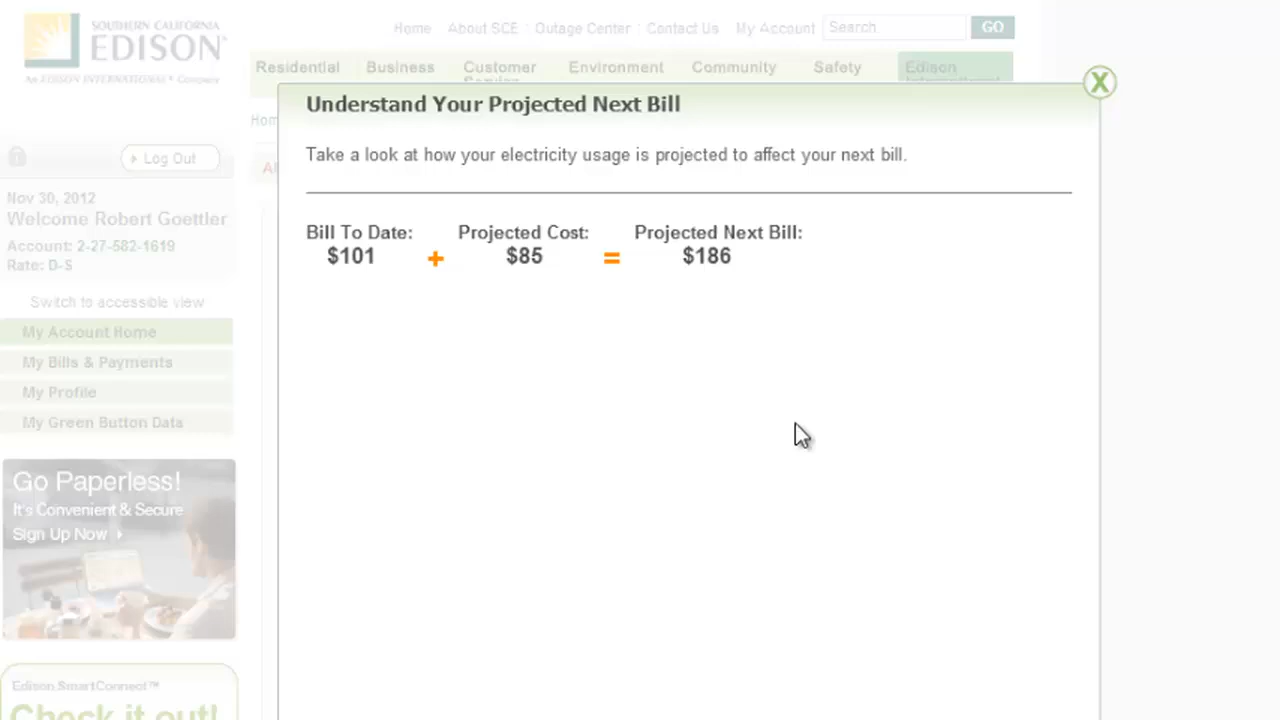 SOUTHERN CALIFORNIA
EDISON
An EDISON INTERNATIONAL® Company
Home About SCE Outage Center Contact Us My Account Search GO
Residential Business Customer Environment Community Safety Edison
Service International
Hom
Understand Your Projected Next Bill
X
Take a look at how your electricity usage is projected to affect your next bill.
Bill To Date: Projected Cost: Projected Next Bill:
$101 + $85 = $186
Log Out
Al
Nov 30, 2012
Welcome Robert Goettler
Account: 2-27-582-1619
Rate: D-S
Switch to accessible view
My Account Home
My Bills & Payments
My Profile
My Green Button Data
Go Paperless!
It's Convenient & Secure
Sign Up Now
Edison SmartConnect™
Check it out!